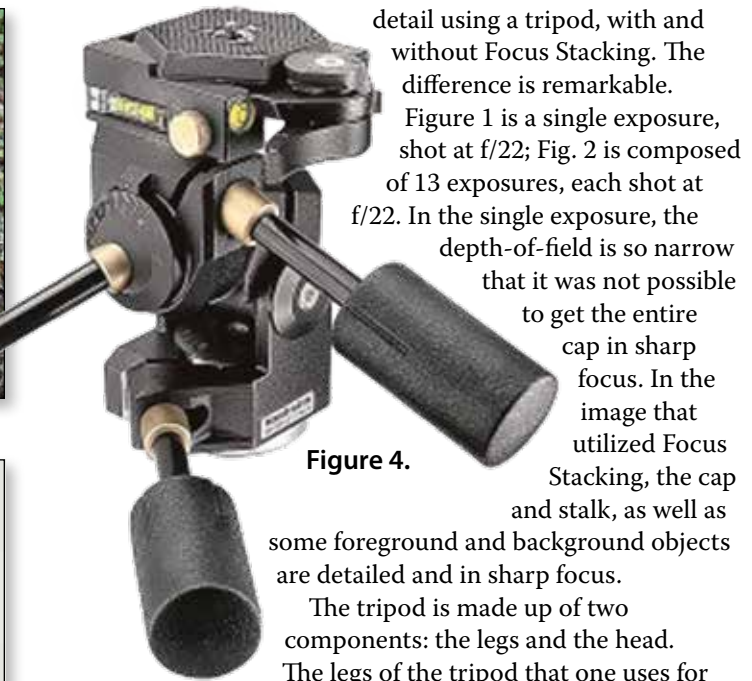 detail using a tripod, with and
without Focus Stacking. The
difference is remarkable.
Figure 1 is a single exposure,
shot at f/22; Fig. 2 is composed
of 13 exposures, each shot at
f/22. In the single exposure, the
depth-of-field is so narrow
that it was not possible
to get the entire
cap in sharp
focus. In the
image that
utilized Focus
Stacking, the cap
and stalk, as well as
some foreground and background objects
are detailed and in sharp focus.
The tripod is made up of two
components: the legs and the head.
The legs of the tripod that one uses for
Figure 4.